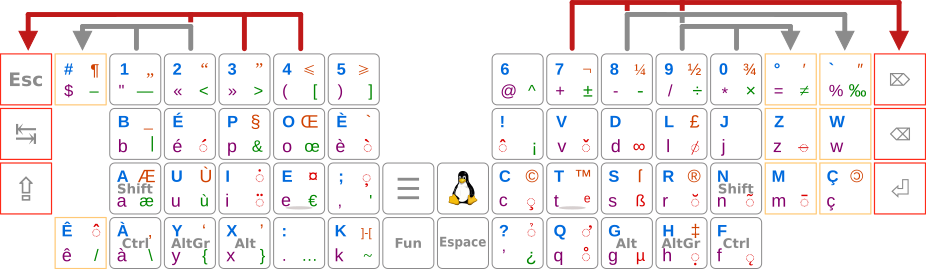 # ¶ 1 „ 2 “ 3 ” 4 ⩽ 5 ⩾ 6 7 ¬ 8 ¼ 9 ½ 0 ¾ ° ′ ` ″
Esc ⌦
$ – " — « < » > ( [ ) ] @ ^ + ± - - / ÷ * × = ≠ % ‰
B _ É P § O Œ È ` ! V D L £ J Z W
↹ ⌫
b | é ́ p & o œ è ̀ ̂ ¡ v ̌ d ∞ l j z w
A Æ U Ù I ̇ E ¤ ; C © T ™ S ſ R ® N M Ç
⇧ Shift ☰ Shift ⏎
a æ u ù i ̈ e € , ' c ̧ t ᵉ s ß r ̆ n ̃ m ̄ ç
Ê ̂ À Y ‘ X ’ : K ]-[ ? Q G H ‡ F
Ctrl AltGr Alt Fun Espace Alt AltGr Ctrl
ê / à \ y { x } . … k ~ ’ ¿ q ̊ g µ h ̣ f ̨